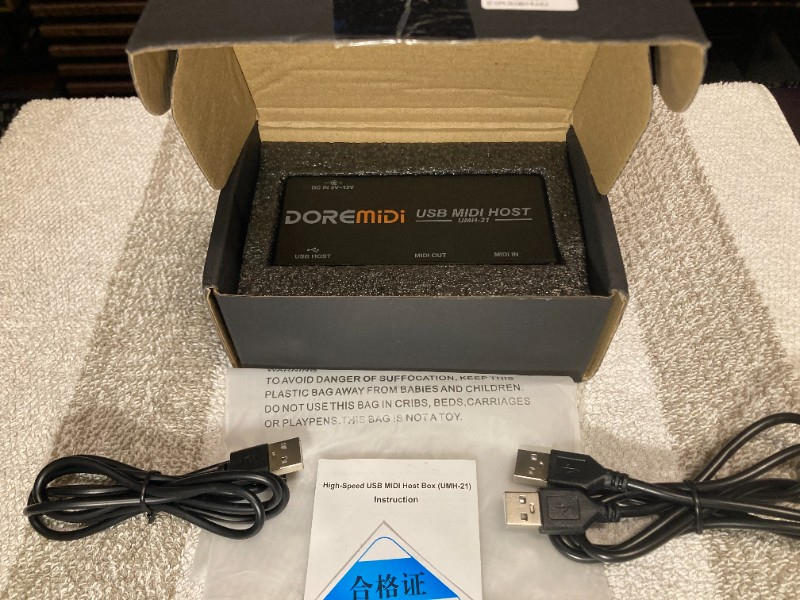 DC IN 9V~12V
DOREMiDi USB MIDI HOST
UMH-21
USB HOST MIDI OUT MIDI IN
WARNING
TO AVOID DANGER OF SUFFOCATION, KEEP THIS
PLASTIC BAG AWAY FROM BABIES AND CHILDREN.
DO NOT USE THIS BAG IN CRIBS, BEDS,CARRIAGES
OR PLAYPENS.THIS BAG IS NOT A TOY.
High-Speed USB MIDI Host Box (UMH-21)
Instruction
合格证